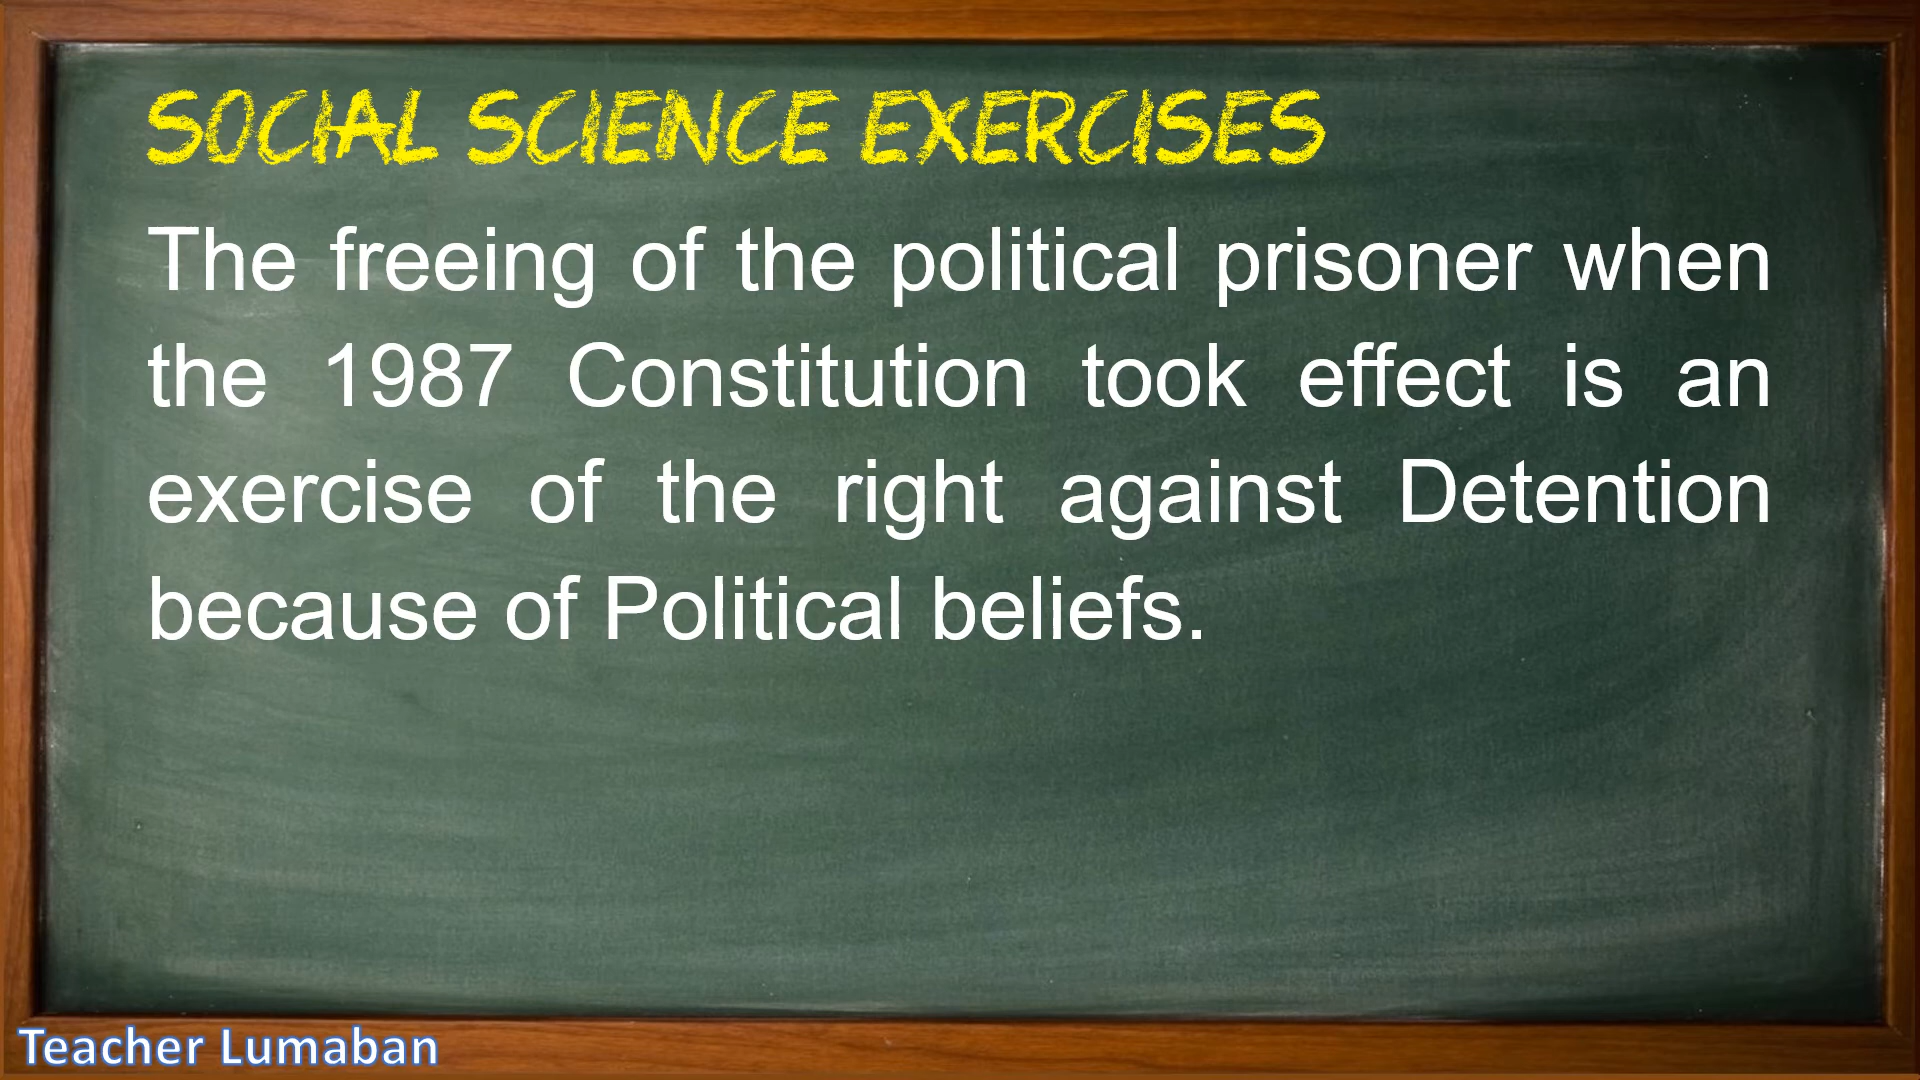 SOCIAL SCIENCE EXERCISES
The freeing of the political prisoner when
the 1987 Constitution took effect is an
exercise of the right against Detention
because of Political beliefs.
Teacher Lumaban